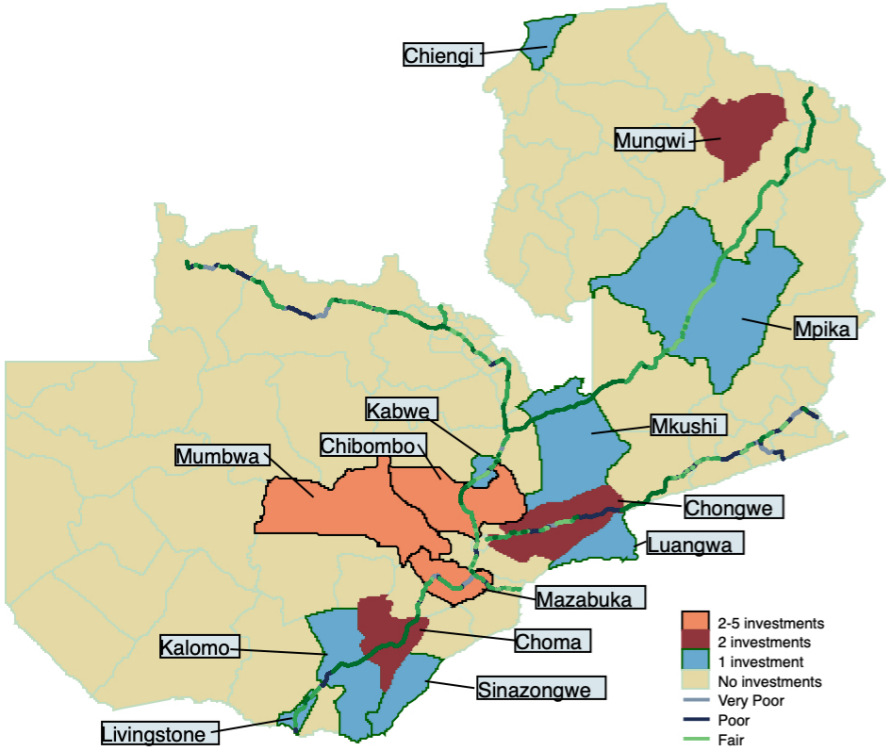 Chiengi
Mungwi
Mpika
Kabwe
Mkushi
Chibombo
Mumbwa
Chongwe
Luangwa
Mazabuka
Choma
Kalomo
Sinazongwe
Livingstone
2-5 investments
2 investments
1 investment
No investments
Very Poor
Poor
Fair